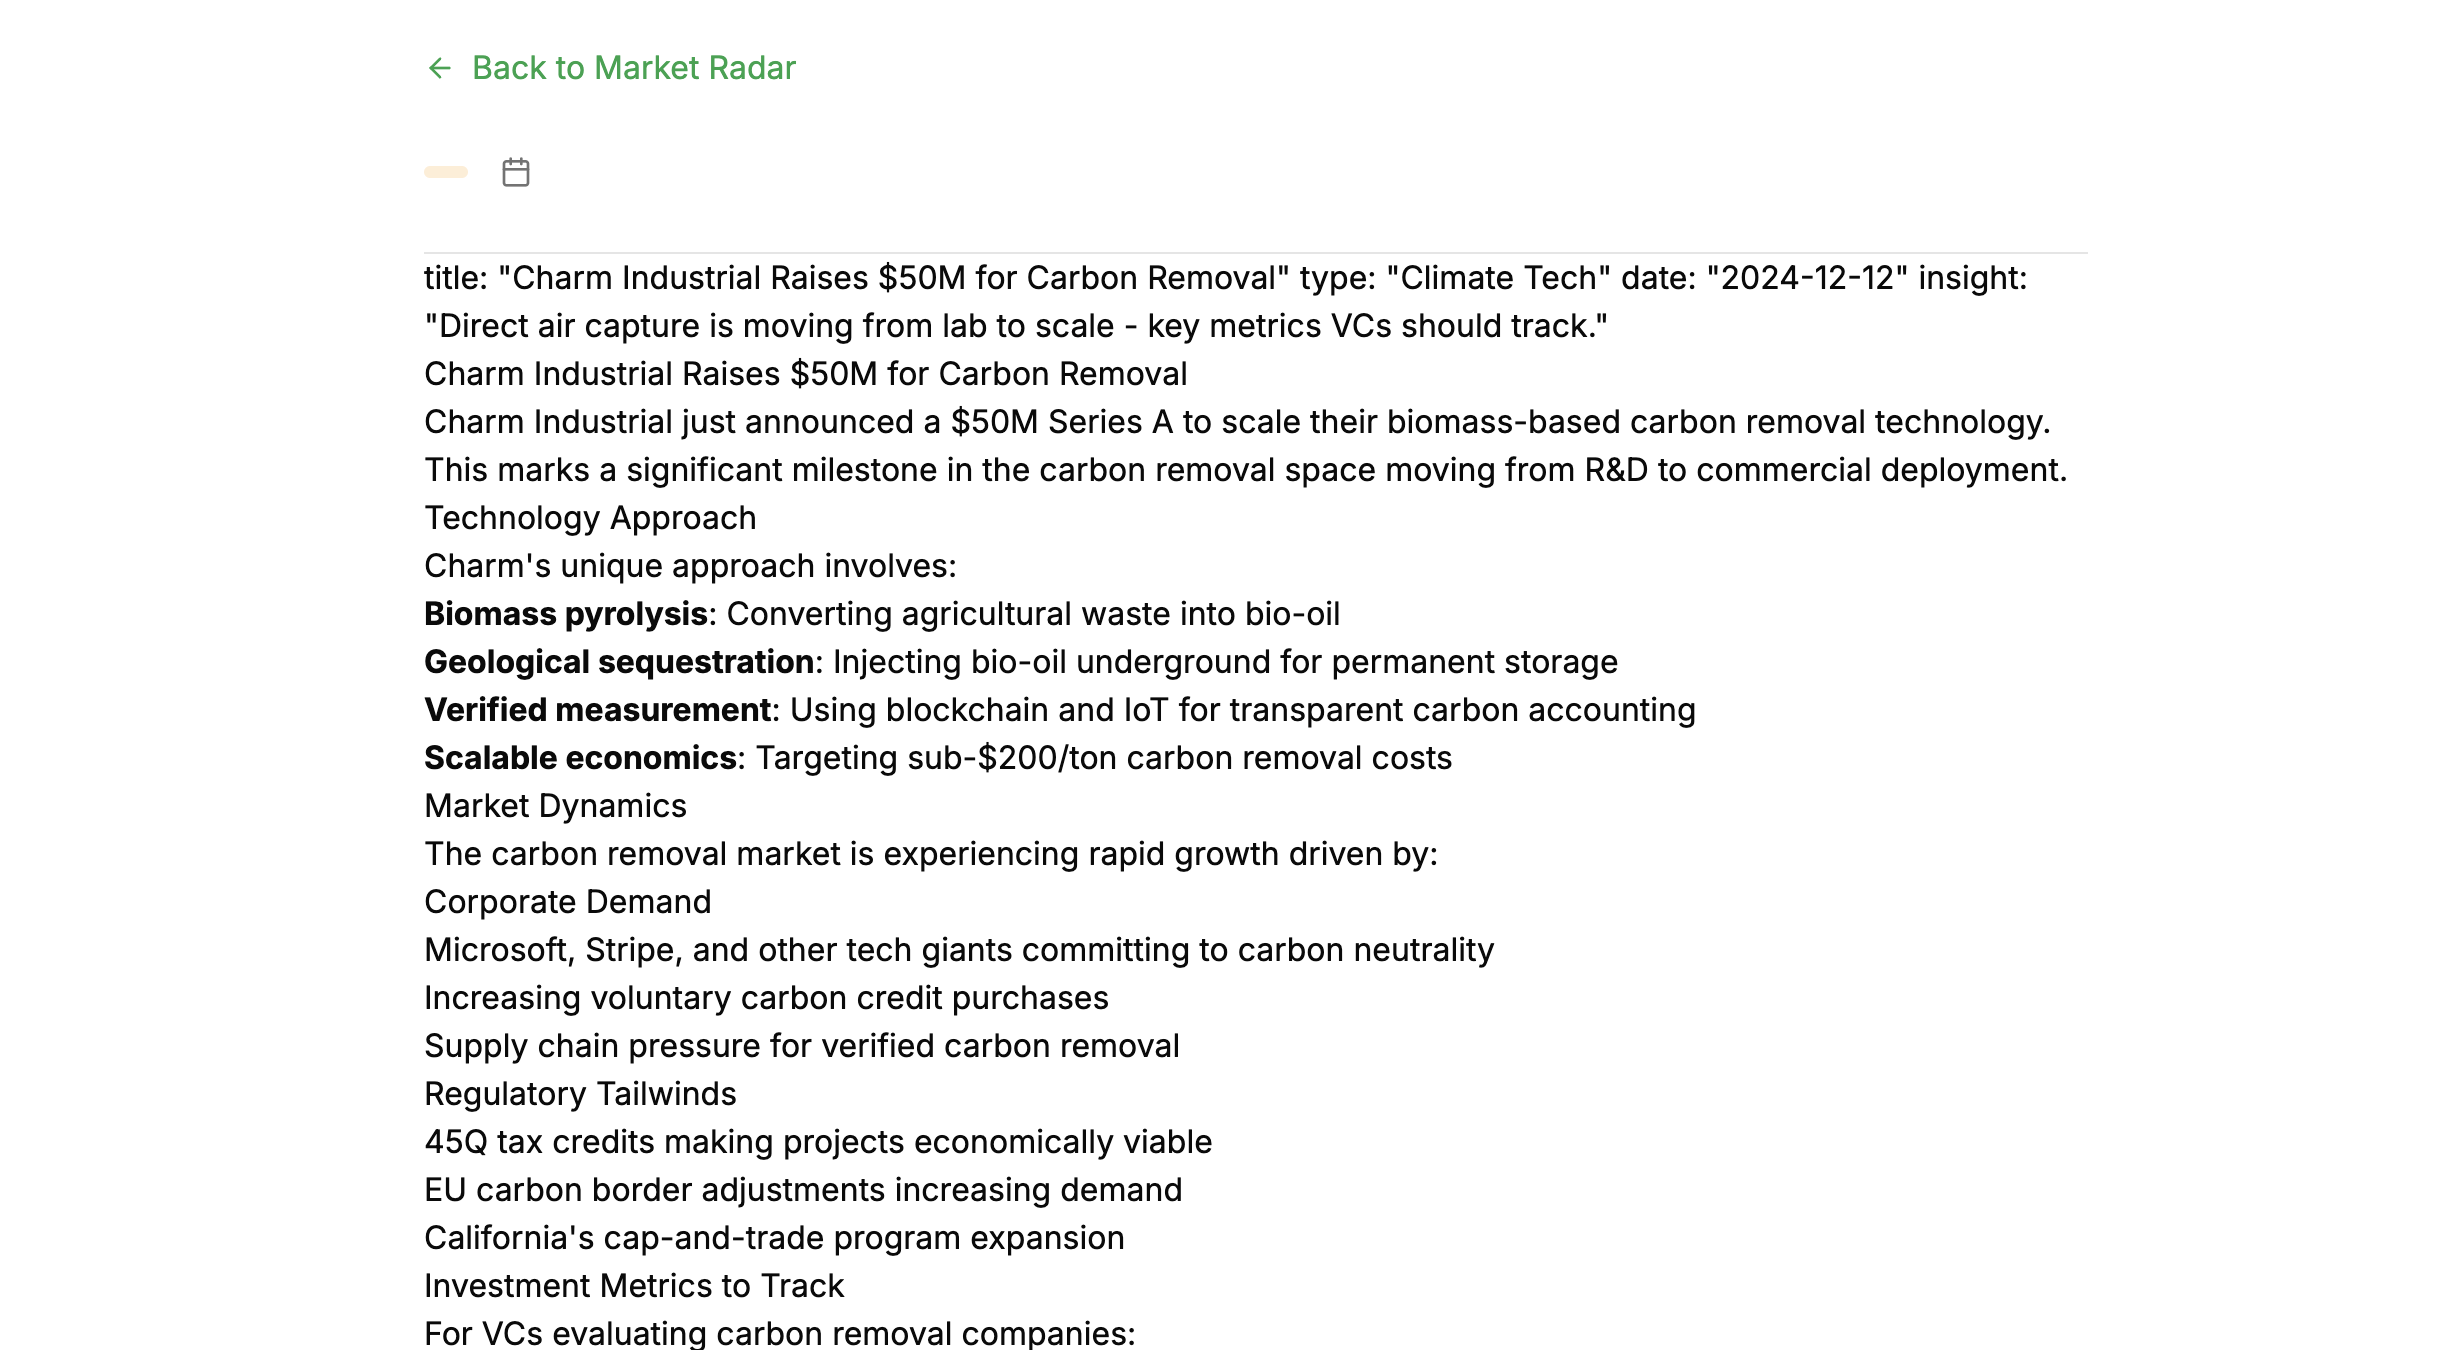 Back to Market Radar
title: "Charm Industrial Raises $50M for Carbon Removal" type: "Climate Tech" date: "2024-12-12" insight:
"Direct air capture is moving from lab to scale - key metrics VCs should track."
Charm Industrial Raises $50M for Carbon Removal
Charm Industrial just announced a $50M Series A to scale their biomass-based carbon removal technology.
This marks a significant milestone in the carbon removal space moving from R&D to commercial deployment.
Technology Approach
Charm's unique approach involves:
Biomass pyrolysis: Converting agricultural waste into bio-oil
Geological sequestration: Injecting bio-oil underground for permanent storage
Verified measurement: Using blockchain and IoT for transparent carbon accounting
Scalable economics: Targeting sub-$200/ton carbon removal costs
Market Dynamics
The carbon removal market is experiencing rapid growth driven by:
Corporate Demand
Microsoft, Stripe, and other tech giants committing to carbon neutrality
Increasing voluntary carbon credit purchases
Supply chain pressure for verified carbon removal
Regulatory Tailwinds
45Q tax credits making projects economically viable
EU carbon border adjustments increasing demand
California's cap-and-trade program expansion
Investment Metrics to Track
For VCs evaluating carbon removal companies: